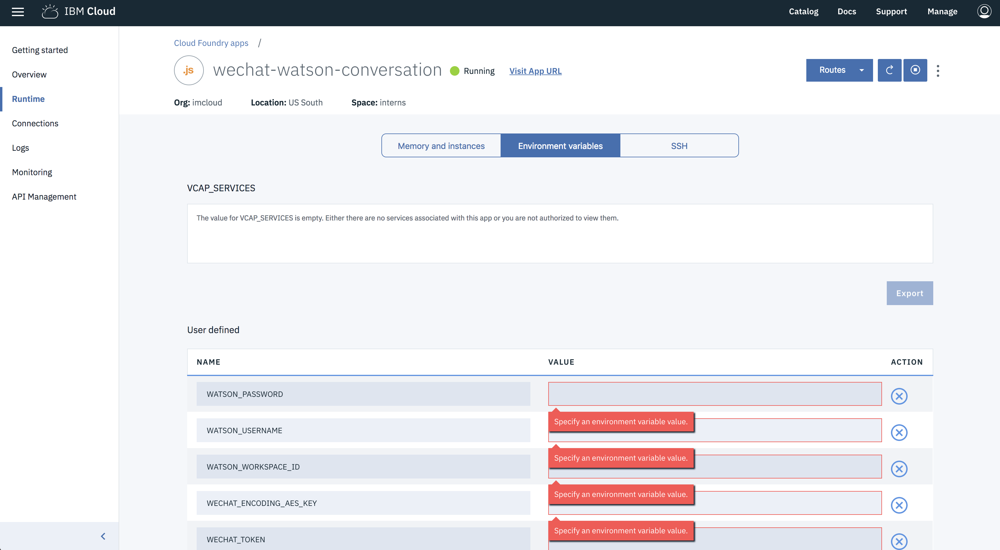 IBM Cloud
Catalog Docs Support Manage
Getting started
Overview
Runtime
Connections
Logs
Monitoring
API Management
Cloud Foundry apps /
.js wechat-watson-conversation Running Visit App URL
Routes
Org: imcloud Location: US South Space: interns
Memory and instances Environment variables SSH
VCAP_SERVICES
The value for VCAP_SERVICES is empty. Either there are no services associated with this app or you are not authorized to view them.
Export
User defined
NAME VALUE ACTION
WATSON_PASSWORD
Specify an environment variable value.
WATSON_USERNAME
Specify an environment variable value.
WATSON_WORKSPACE_ID
Specify an environment variable value.
WECHAT_ENCODING_AES_KEY
Specify an environment variable value.
WECHAT_TOKEN